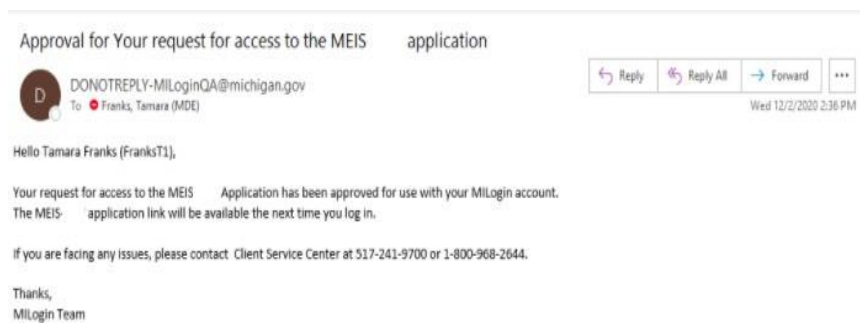 Approval for Your request for access to the MEIS application
Reply
Reply All
Forward
D
DONOTREPLY-MILoginQA@michigan.gov
To Franks, Tamara (MDE)
Wed 12/2/2020 2:36 PM
Hello Tamara Franks (FranksT1),
Your request for access to the MEIS Application has been approved for use with your MILogin account.
The MEIS application link will be available the next time you log in.
If you are facing any issues, please contact Client Service Center at 517-241-9700 or 1-800-968-2644.
Thanks,
MILogin Team